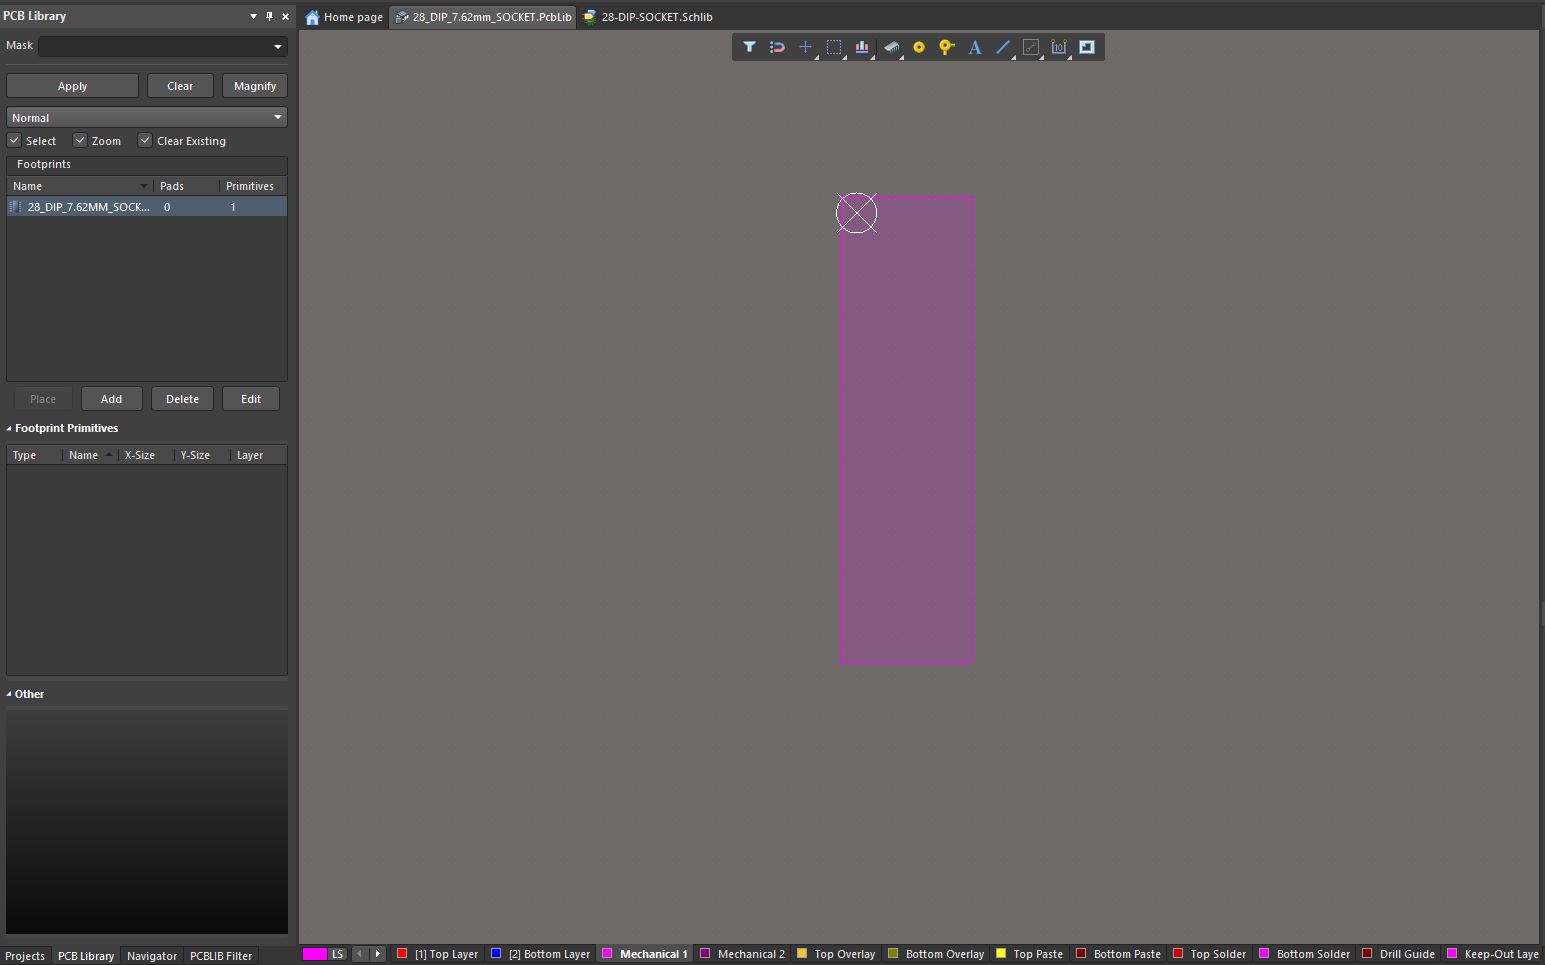 PCB Library
Home page
28_DIP_7.62mm_SOCKET.PcbLib
28-DIP-SOCKET.Schlib
Mask
Apply
Clear
Magnify
Normal
Select
Zoom
Clear Existing
Footprints
Name
Pads
Primitives
28_DIP_7.62MM_SOCK...
0
1
Place
Add
Delete
Edit
Footprint Primitives
Type
Name
X-Size
Y-Size
Layer
Other
Projects
PCB Library
Navigator
PCBLIB Filter
LS
[1] Top Layer
[2] Bottom Layer
Mechanical 1
Mechanical 2
Top Overlay
Bottom Overlay
Top Paste
Bottom Paste
Top Solder
Bottom Solder
Drill Guide
Keep-Out Laye